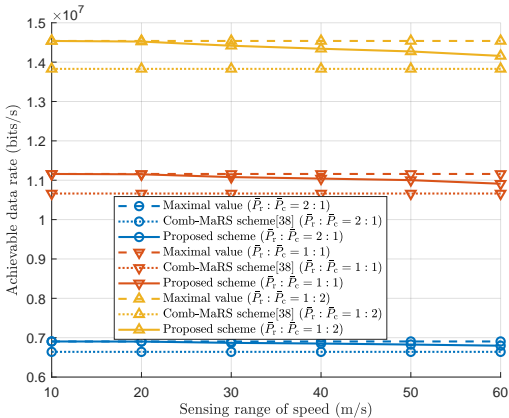 ×10⁷
1.5
1.4
1.3
1.2
1.1
1
0.9
0.8
0.7
0.6
Achievable data rate (bits/s)
Maximal value (P̄r : P̄c = 2 : 1)
Comb-MaRS scheme[38] (P̄r : P̄c = 2 : 1)
Proposed scheme (P̄r : P̄c = 2 : 1)
Maximal value (P̄r : P̄c = 1 : 1)
Comb-MaRS scheme[38] (P̄r : P̄c = 1 : 1)
Proposed scheme (P̄r : P̄c = 1 : 1)
Maximal value (P̄r : P̄c = 1 : 2)
Comb-MaRS scheme[38] (P̄r : P̄c = 1 : 2)
Proposed scheme (P̄r : P̄c = 1 : 2)
10 20 30 40 50 60
Sensing range of speed (m/s)